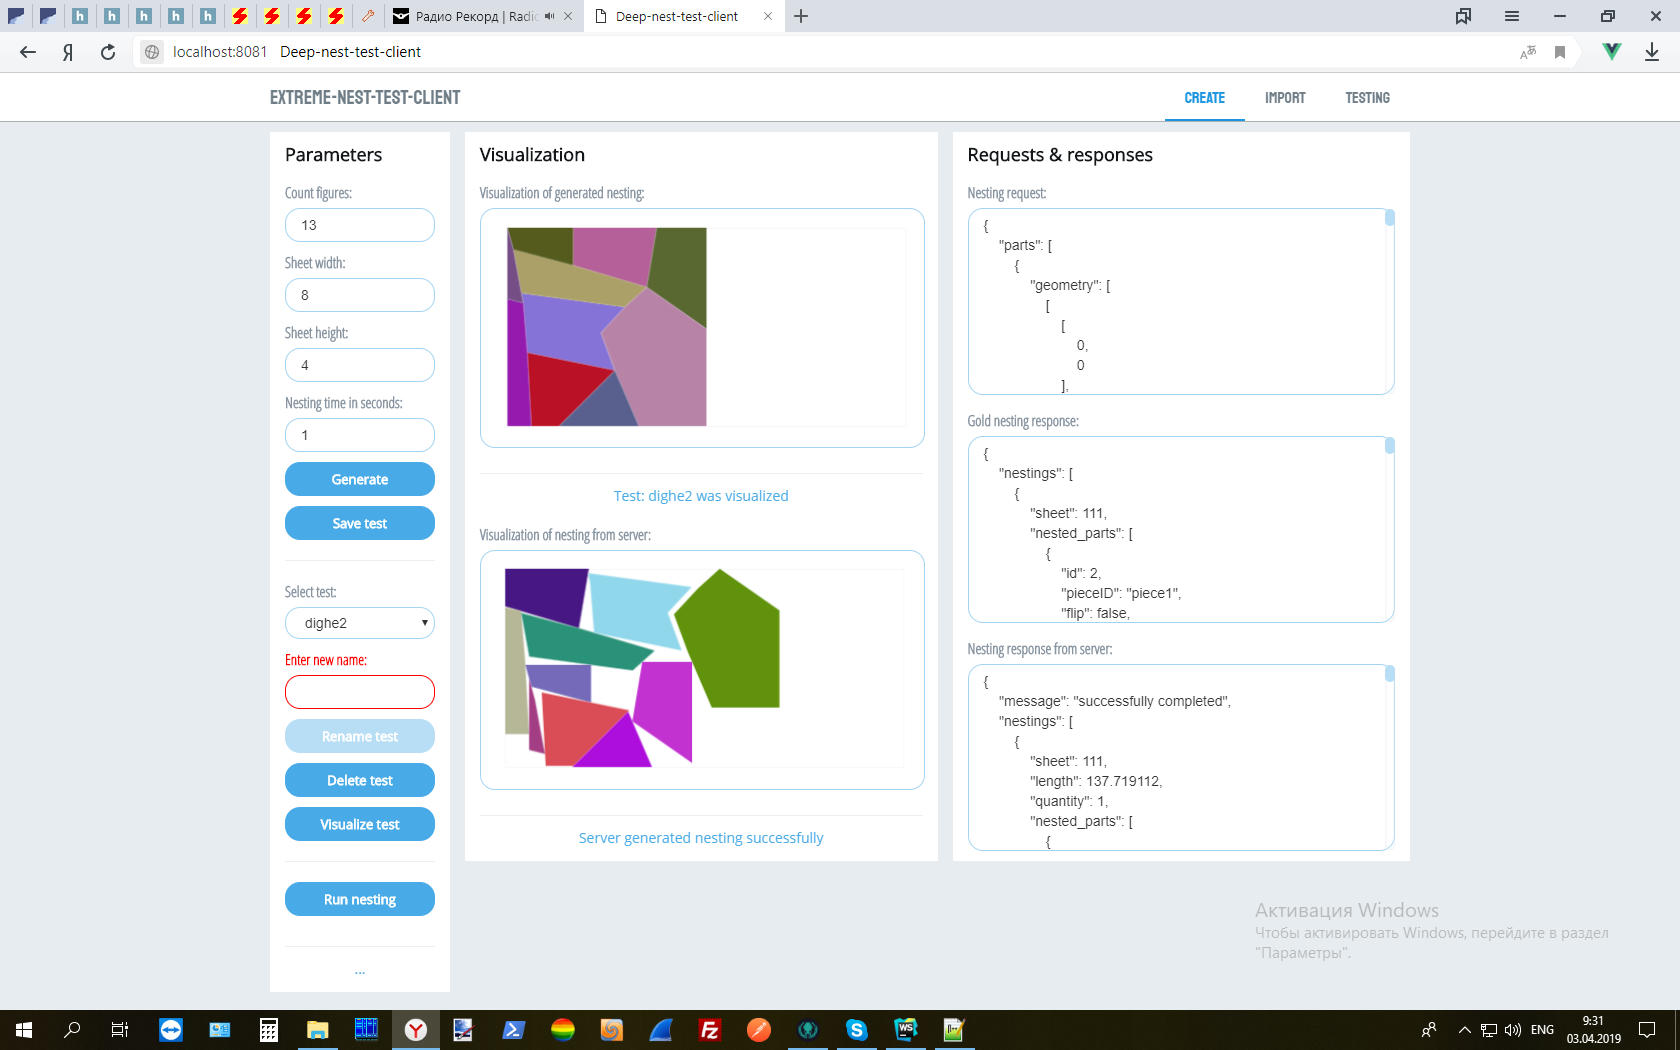 Радио Рекорд | Radio
Deep-nest-test-client
localhost:8081 Deep-nest-test-client
EXTREME-NEST-TEST-CLIENT
CREATE
IMPORT
TESTING
Parameters
Count figures:
13
Sheet width:
8
Sheet height:
4
Nesting time in seconds:
1
Generate
Save test
Select test:
dighe2
Enter new name:
Rename test
Delete test
Visualize test
Run nesting
...
Visualization
Visualization of generated nesting:
Test: dighe2 was visualized
Visualization of nesting from server:
Server generated nesting successfully
Requests & responses
Nesting request:
{
"parts": [
{
"geometry": [
[
[
0,
0
],
Gold nesting response:
{
"nestings": [
{
"sheet": 111,
"nested_parts": [
{
"id": 2,
"pieceID": "piece1",
"flip": false,
Nesting response from server:
{
"message": "successfully completed",
"nestings": [
{
"sheet": 111,
"length": 137.719112,
"quantity": 1,
"nested_parts": [
{
Активация Windows
Чтобы активировать Windows, перейдите в раздел
"Параметры".
ENG
9:31
03.04.2019